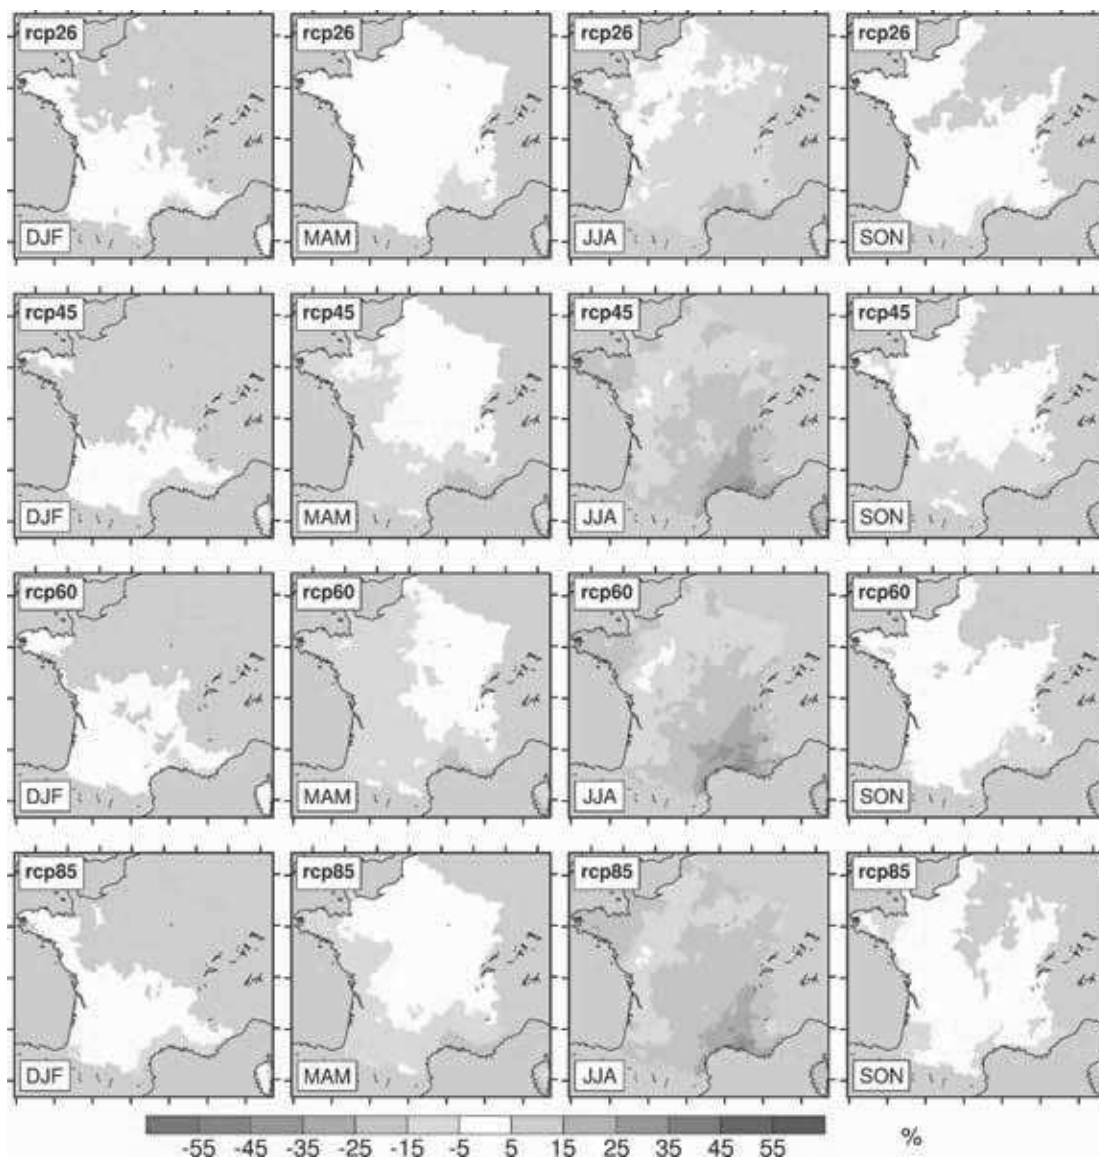 rcp26 rcp26 rcp26 rcp26
DJF MAM JJA SON
rcp45 rcp45 rcp45 rcp45
DJF MAM JJA SON
rcp60 rcp60 rcp60 rcp60
DJF MAM JJA SON
rcp85 rcp85 rcp85 rcp85
DJF MAM JJA SON
-55 -45 -35 -25 -15 -5 5 15 25 35 45 55 %